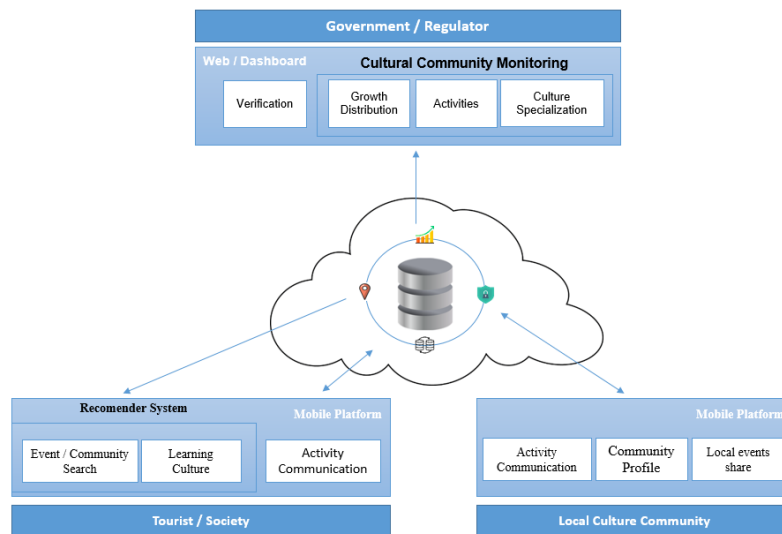 Government / Regulator
Web / Dashboard
Cultural Community Monitoring
Verification
Growth
Distribution
Activities
Culture
Specialization
Recomender System
Mobile Platform
Event / Community
Search
Learning
Culture
Activity
Communication
Tourist / Society
Mobile Platform
Activity
Communication
Community
Profile
Local events
share
Local Culture Community